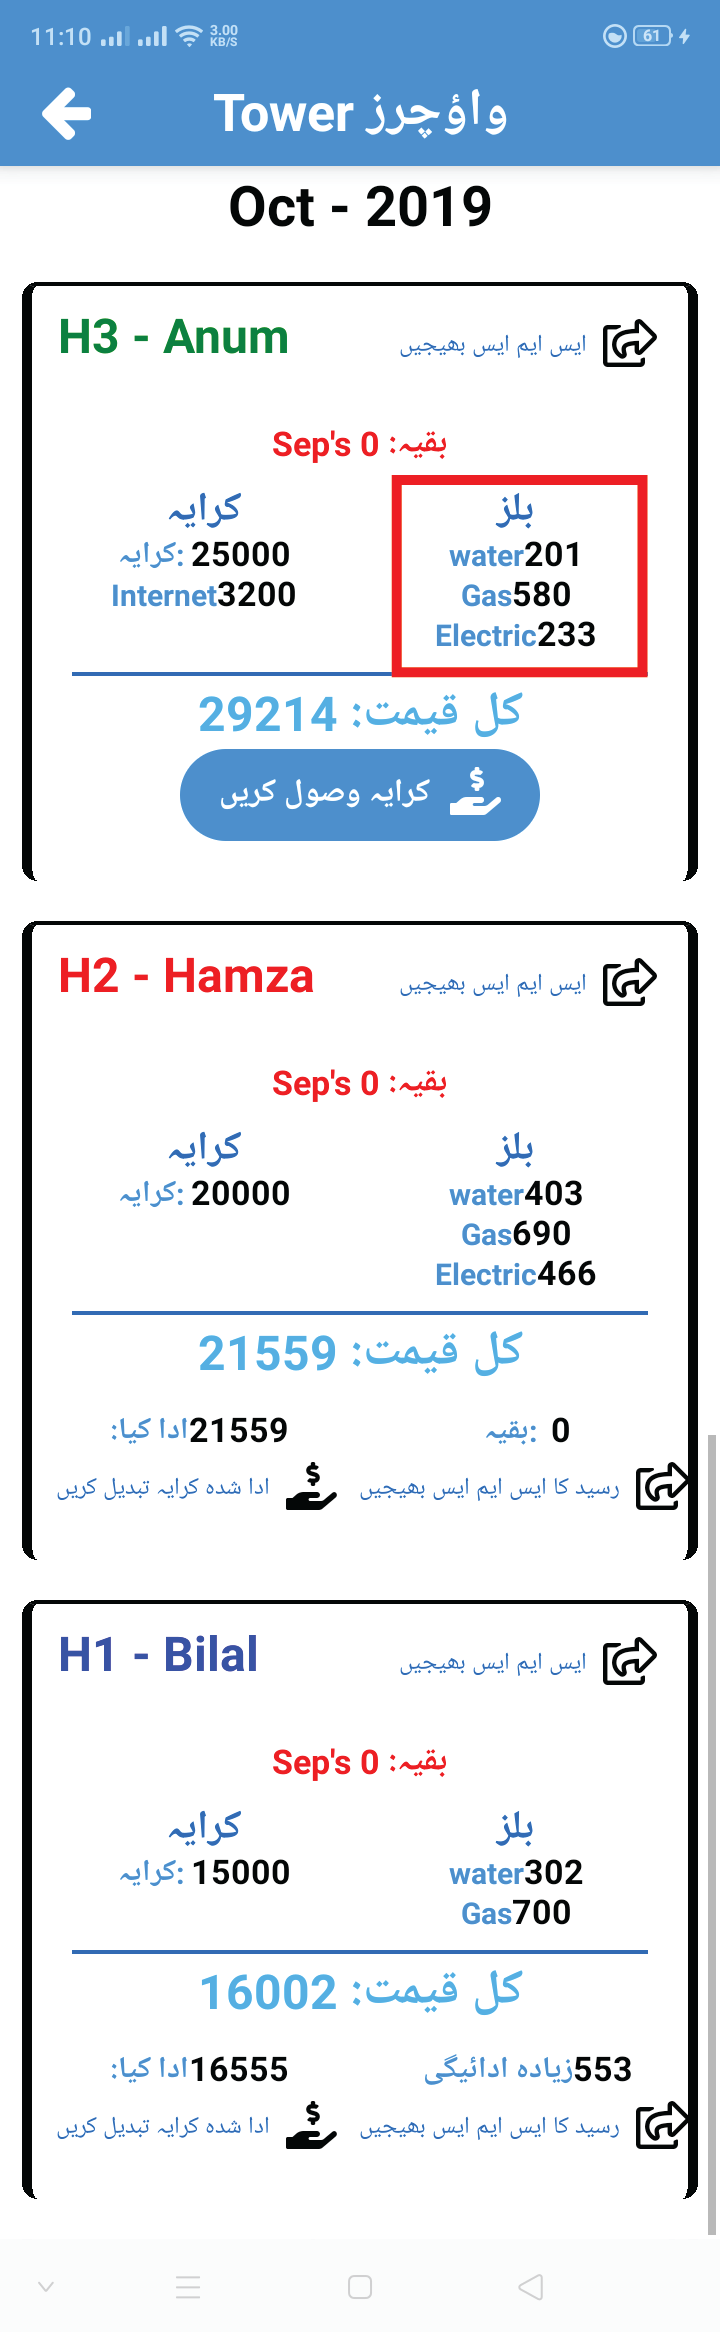 11:10 3.00 KB/S 61
Tower واؤچرز
Oct - 2019
H3 - Anum ایس ایم ایس بھیجیں
Sep's 0 :بقیہ
کرایہ بلز
کرایہ: 25000 water201
Internet3200 Gas580
Electric233
کل قیمت: 29214
کرایہ وصول کریں
H2 - Hamza ایس ایم ایس بھیجیں
Sep's 0 :بقیہ
کرایہ بلز
کرایہ: 20000 water403
Gas690
Electric466
کل قیمت: 21559
ادا کیا: 21559 بقیہ: 0
ادا شدہ کرایہ تبدیل کریں رسید کا ایس ایم ایس بھیجیں
H1 - Bilal ایس ایم ایس بھیجیں
Sep's 0 :بقیہ
کرایہ بلز
کرایہ: 15000 water302
Gas700
کل قیمت: 16002
ادا کیا: 16555 زیادہ ادائیگی553
ادا شدہ کرایہ تبدیل کریں رسید کا ایس ایم ایس بھیجیں